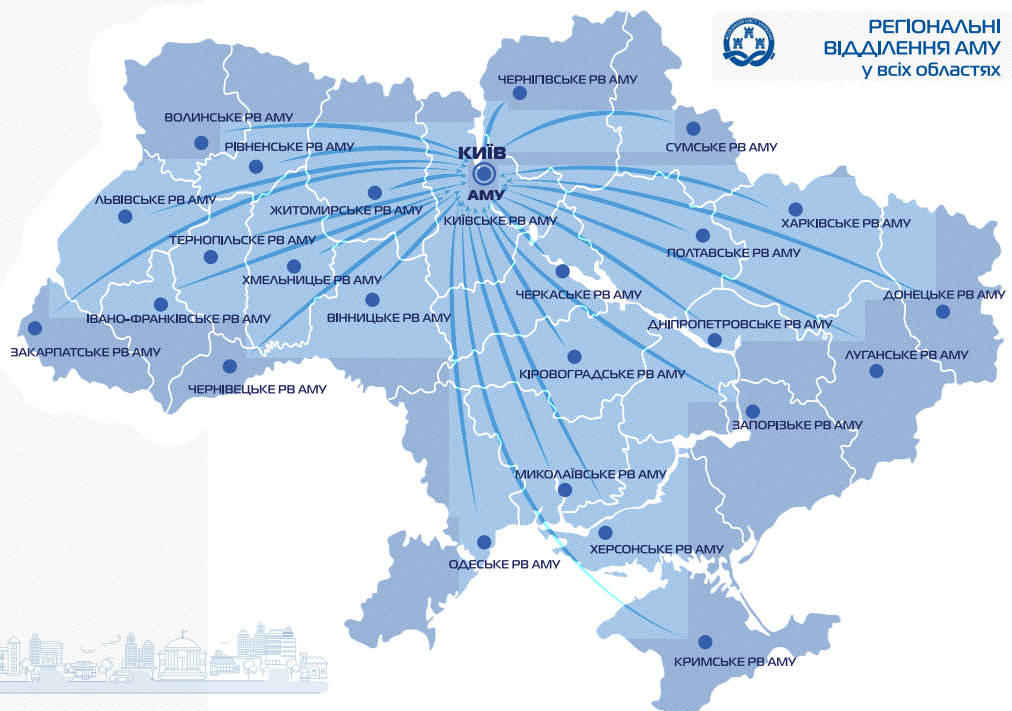 РЕГІОНАЛЬНІ
ВІДДІЛЕННЯ АМУ
у всіх областях
ЧЕРНІГІВСЬКЕ РВ АМУ
ВОЛИНСЬКЕ РВ АМУ
РІВНЕНСЬКЕ РВ АМУ
СУМСЬКЕ РВ АМУ
КИЇВ
АМУ
ЛЬВІВСЬКЕ РВ АМУ
ЖИТОМИРСЬКЕ РВ АМУ
КИЇВСЬКЕ РВ АМУ
ХАРКІВСЬКЕ РВ АМУ
ТЕРНОПІЛЬСКЕ РВ АМУ
ПОЛТАВСЬКЕ РВ АМУ
ХМЕЛЬНИЦЬЕ РВ АМУ
ЧЕРКАСЬКЕ РВ АМУ
ДОНЕЦЬКЕ РВ АМУ
ІВАНО-ФРАНКІВСЬКЕ РВ АМУ
ВІННИЦЬКЕ РВ АМУ
ДНІПРОПЕТРОВСЬКЕ РВ АМУ
ЗАКАРПАТСЬКЕ РВ АМУ
ЛУГАНСЬКЕ РВ АМУ
КІРОВОГРАДСЬКЕ РВ АМУ
ЧЕРНІВЕЦЬКЕ РВ АМУ
ЗАПОРІЗЬКЕ РВ АМУ
МИКОЛАЇВСЬКЕ РВ АМУ
ХЕРСОНСЬКЕ РВ АМУ
ОДЕСЬКЕ РВ АМУ
КРИМСЬКЕ РВ АМУ